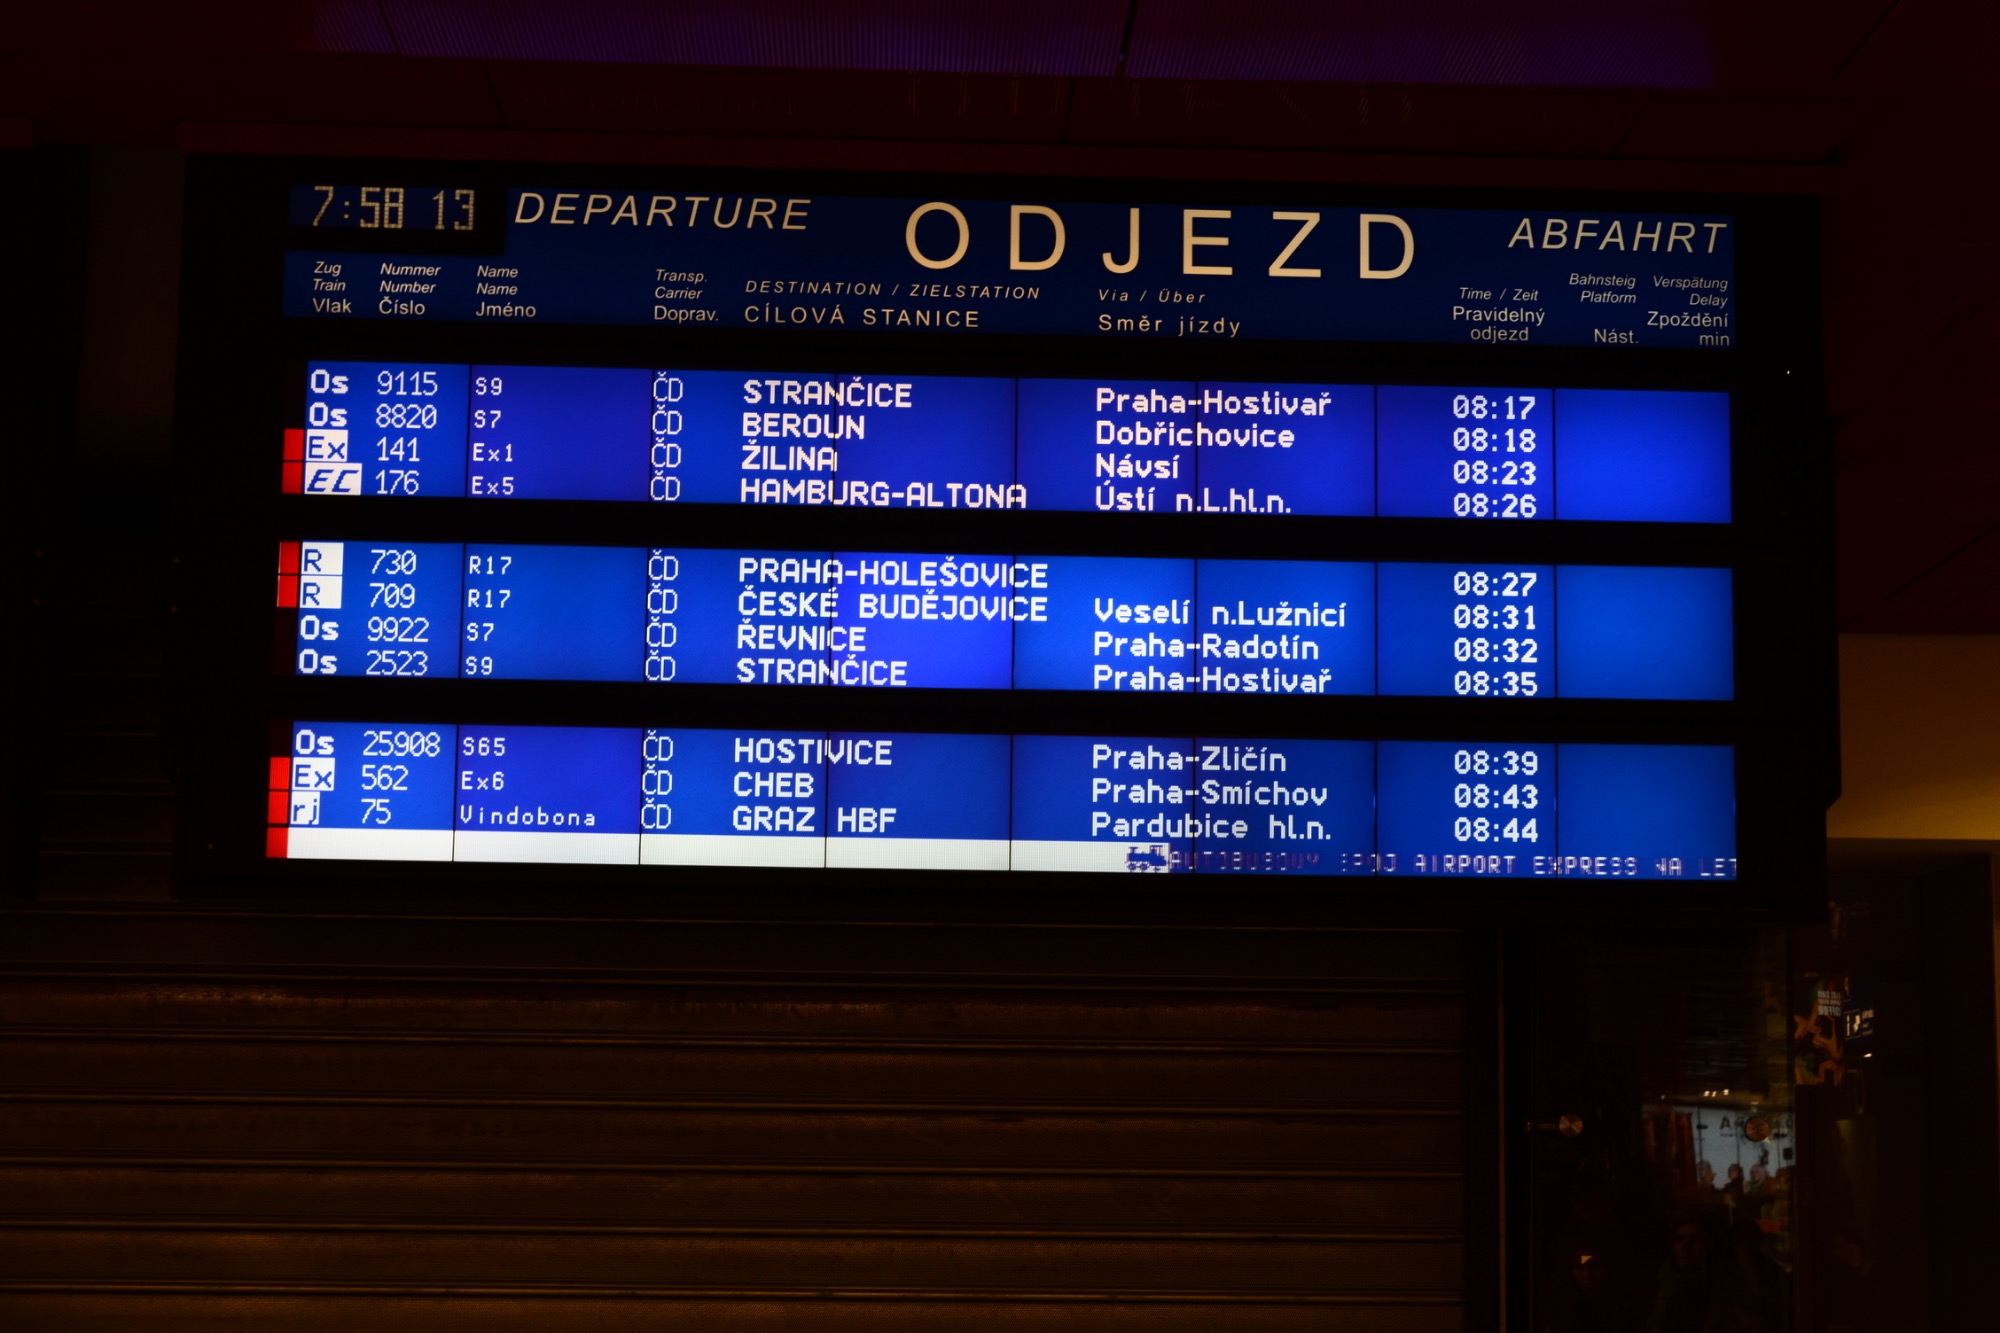 7:58 13 DEPARTURE ODJEZD ABFAHRT
Zug Nummer Name Transp. DESTINATION / ZIELSTATION Via / Über Time / Zeit Bahnsteig Verspätung
Train Number Name Carrier CÍLOVÁ STANICE Směr jízdy Pravidelný Platform Delay
Vlak Číslo Jméno Doprav. odjezd Nást. Zpoždění
min
Os 9115 S9 ČD STRANČICE Praha-Hostivař 08:17
Os 8820 S7 ČD BEROUN Dobřichovice 08:18
Ex 141 Ex1 ČD ŽILINA Návsí 08:23
EC 176 Ex5 ČD HAMBURG-ALTONA Ústí n.L.hl.n. 08:26
R 730 R17 ČD PRAHA-HOLEŠOVICE 08:27
R 709 R17 ČD ČESKÉ BUDĚJOVICE Veselí n.Lužnicí 08:31
Os 9922 S7 ČD ŘEVNICE Praha-Radotín 08:32
Os 2523 S9 ČD STRANČICE Praha-Hostivař 08:35
Os 25908 S65 ČD HOSTIVICE Praha-Zličín 08:39
Ex 562 Ex6 ČD CHEB Praha-Smíchov 08:43
rj 75 Vindobona ČD GRAZ HBF Pardubice hl.n. 08:44
AUTOBUSOVÝ SPOJ AIRPORT EXPRESS NA LET